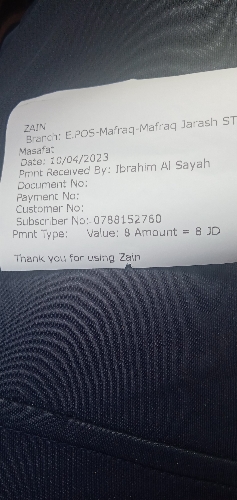 ZAIN
Branch: E.POS-Mafraq-Mafraq Jarash ST
Masafat
Date: 10/04/2023
Pmnt Received By: Ibrahim Al Sayah
Document No:
Payment No:
Customer No:
Subscriber No: 0788152760
Pmnt Type: Value: 8 Amount = 8 JD
Thank you for using Zain